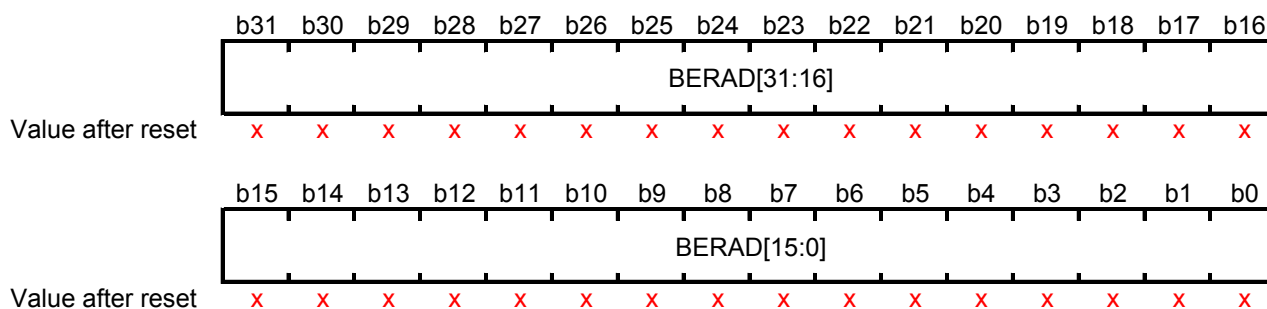 b31 b30 b29 b28 b27 b26 b25 b24 b23 b22 b21 b20 b19 b18 b17 b16
BERAD[31:16]
Value after reset x x x x x x x x x x x x x x x x
b15 b14 b13 b12 b11 b10 b9 b8 b7 b6 b5 b4 b3 b2 b1 b0
BERAD[15:0]
Value after reset x x x x x x x x x x x x x x x x